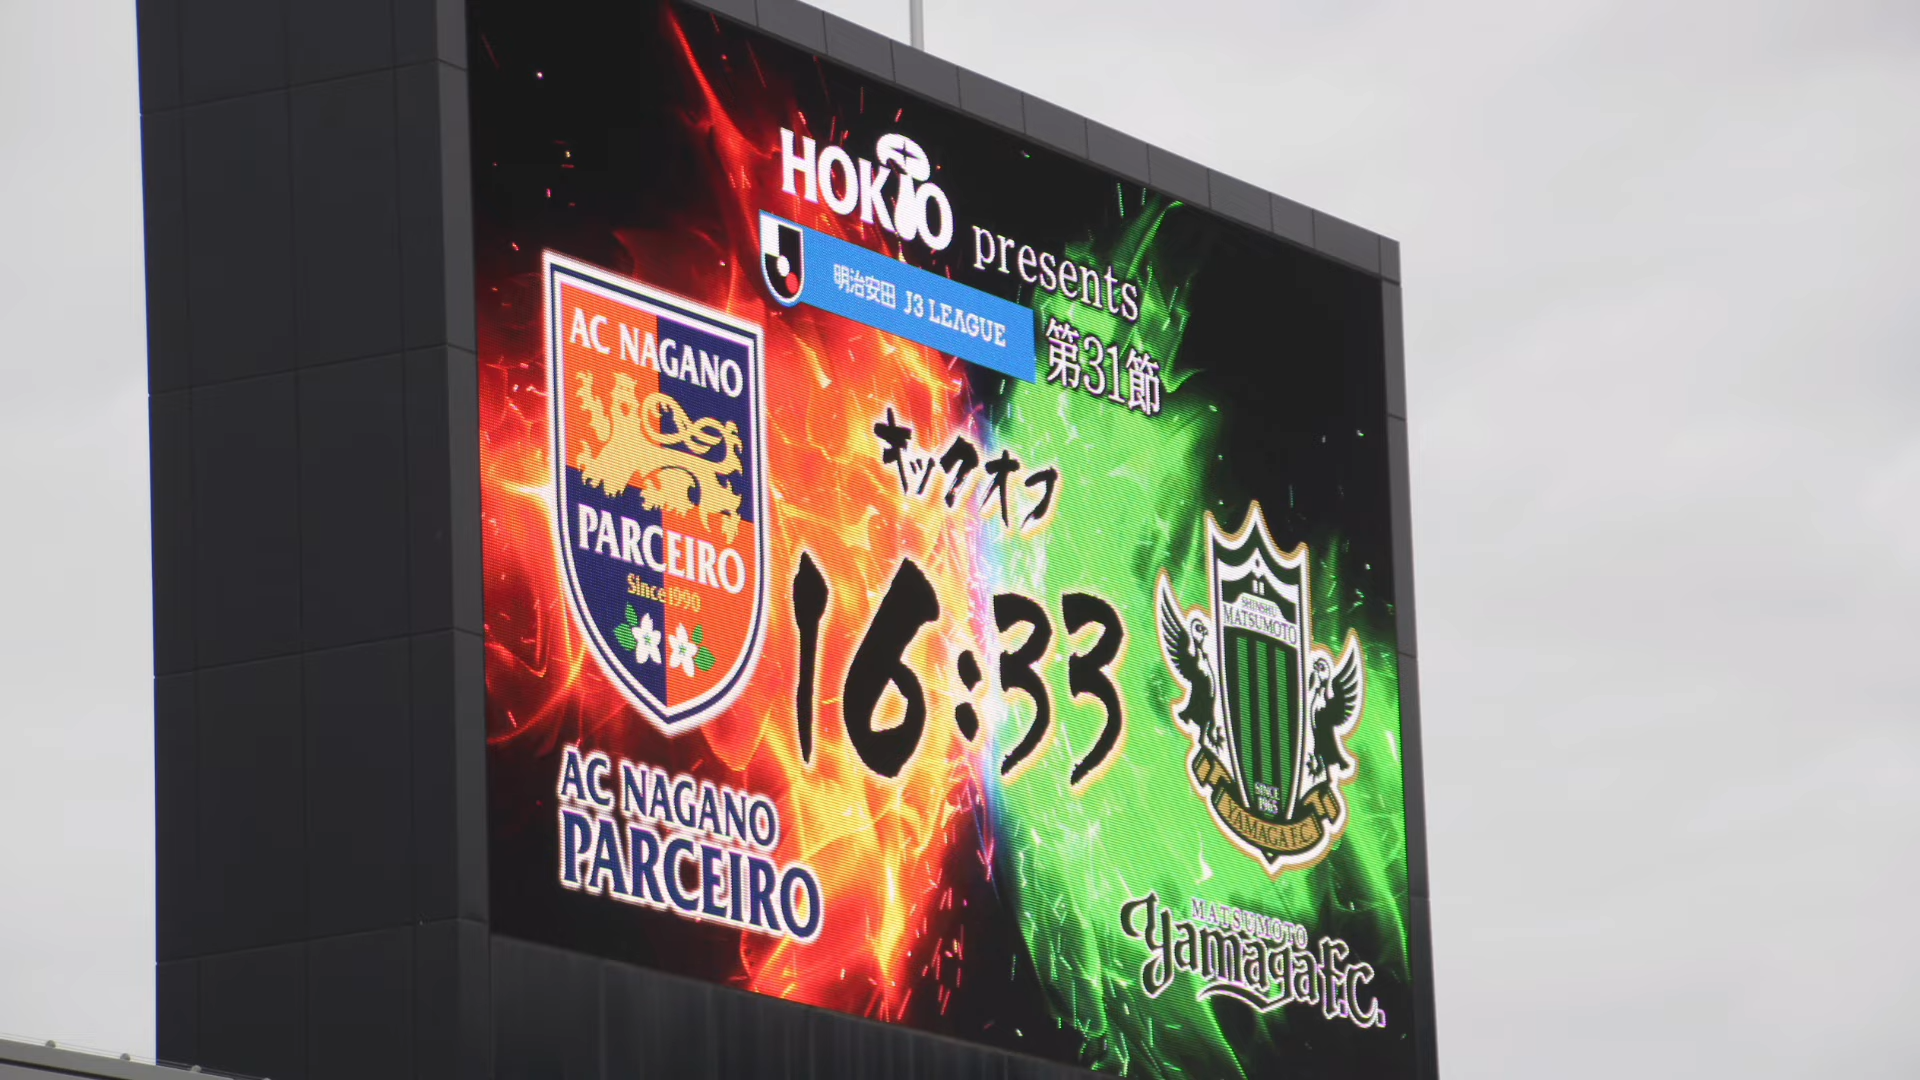 HOKTO presents
明治安田 J3 LEAGUE 第31節
キックオフ
16:33
AC NAGANO
PARCEIRO
Since1990
SHINSHU
MATSUMOTO
SINCE
1965
YAMAGA F.C.
AC NAGANO
PARCEIRO
MATSUMOTO
Yamaga F.C.